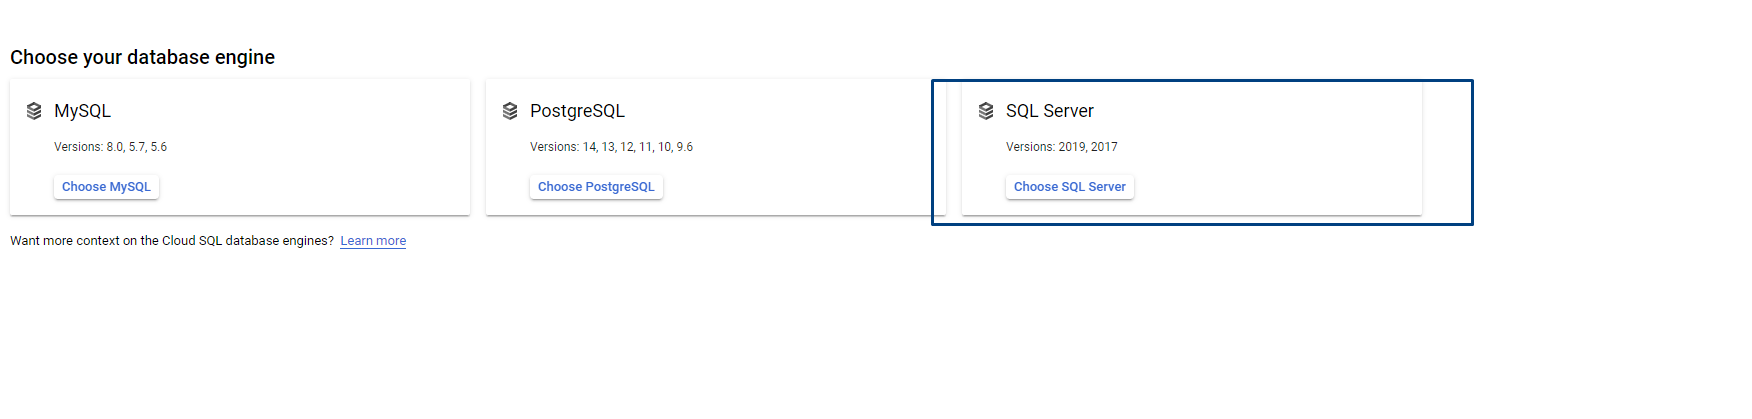 Choose your database engine
MySQL
Versions: 8.0, 5.7, 5.6
Choose MySQL
PostgreSQL
Versions: 14, 13, 12, 11, 10, 9.6
Choose PostgreSQL
SQL Server
Versions: 2019, 2017
Choose SQL Server
Want more context on the Cloud SQL database engines? Learn more